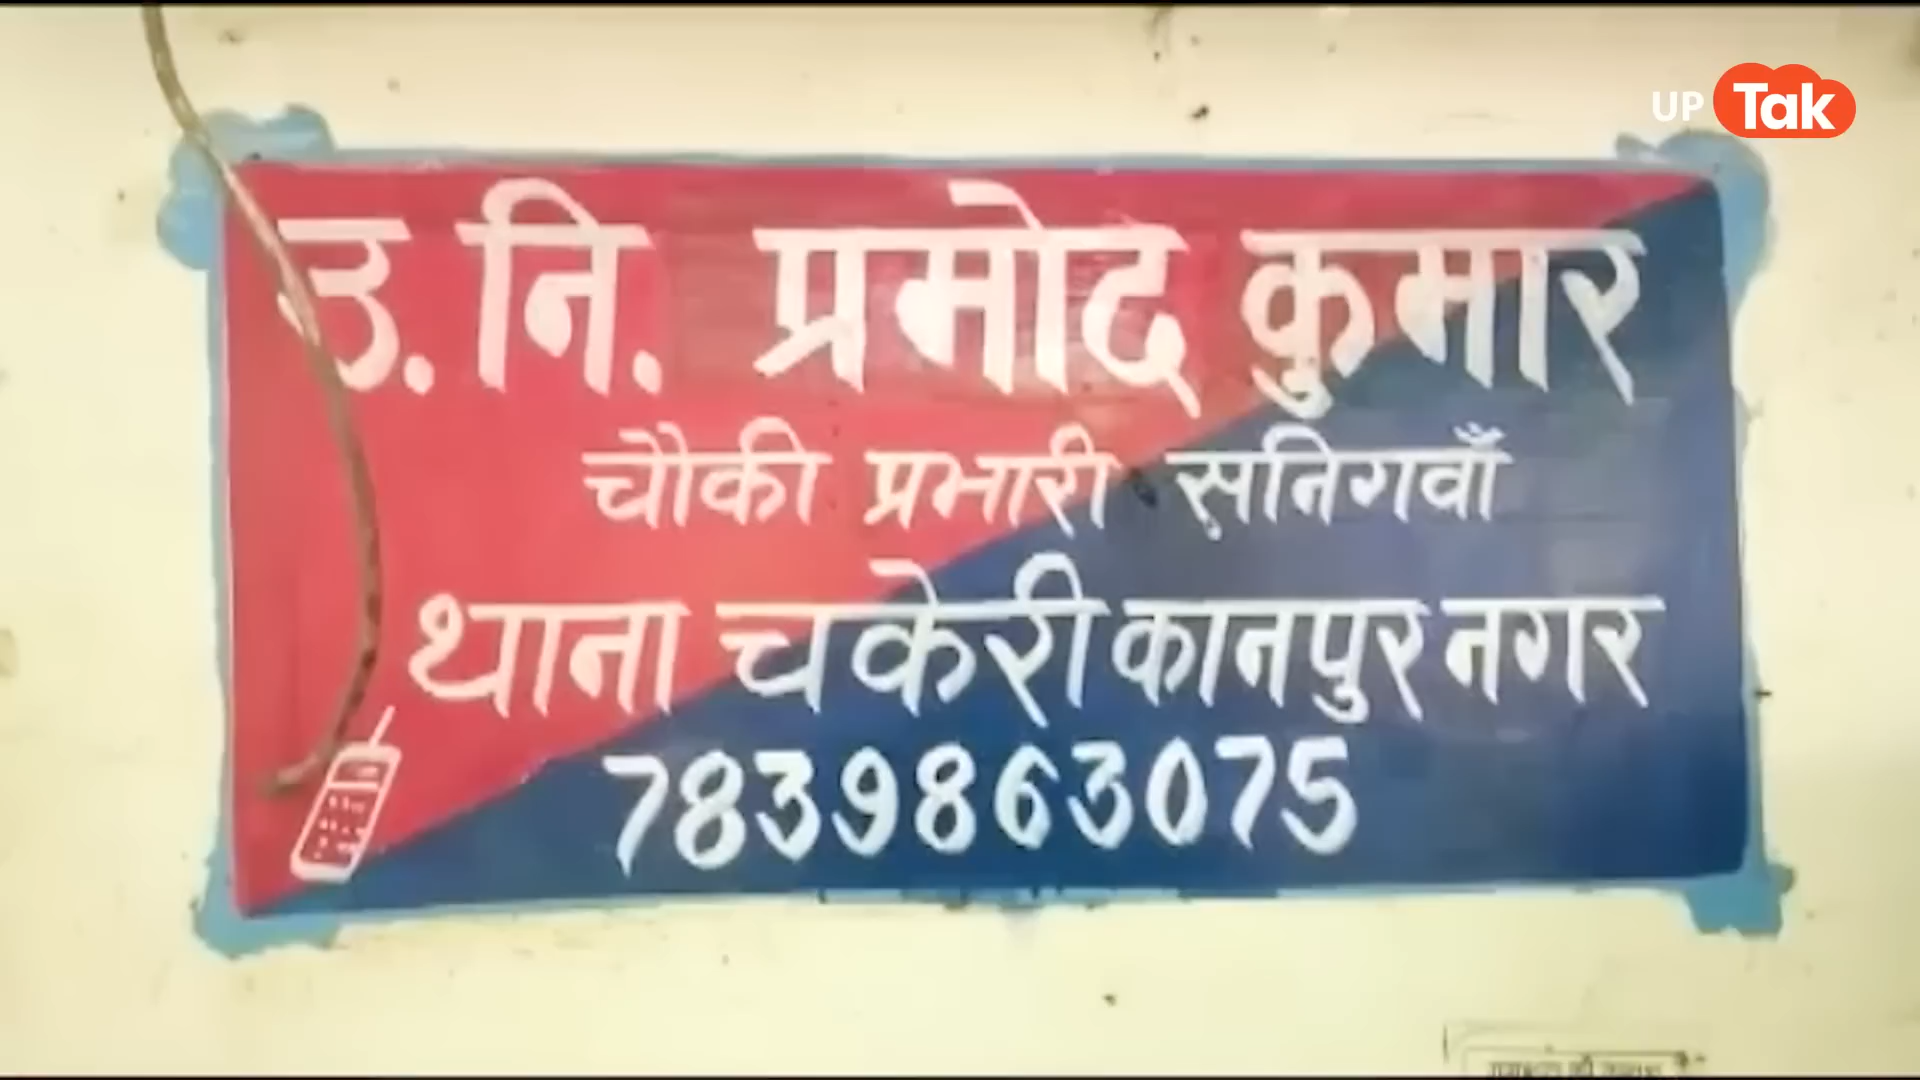 UP Tak
उ.नि. प्रमोद कुमार
चौकी प्रभारी सनिगवाँ
थाना चकेरी कानपुर नगर
7839863075